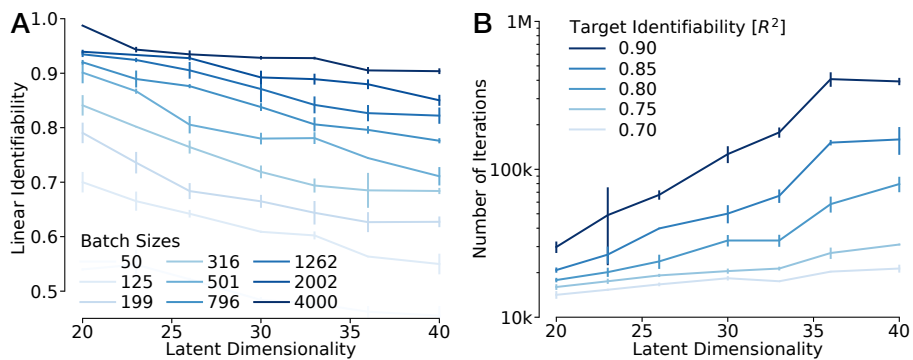 A
1.0
0.9
0.8
0.7
0.6
0.5
Linear Identifiability
Batch Sizes
50 316 1262
125 501 2002
199 796 4000
20 25 30 35 40
Latent Dimensionality
B
1M
100k
10k
Number of Iterations
Target Identifiability [R²]
0.90
0.85
0.80
0.75
0.70
20 25 30 35 40
Latent Dimensionality